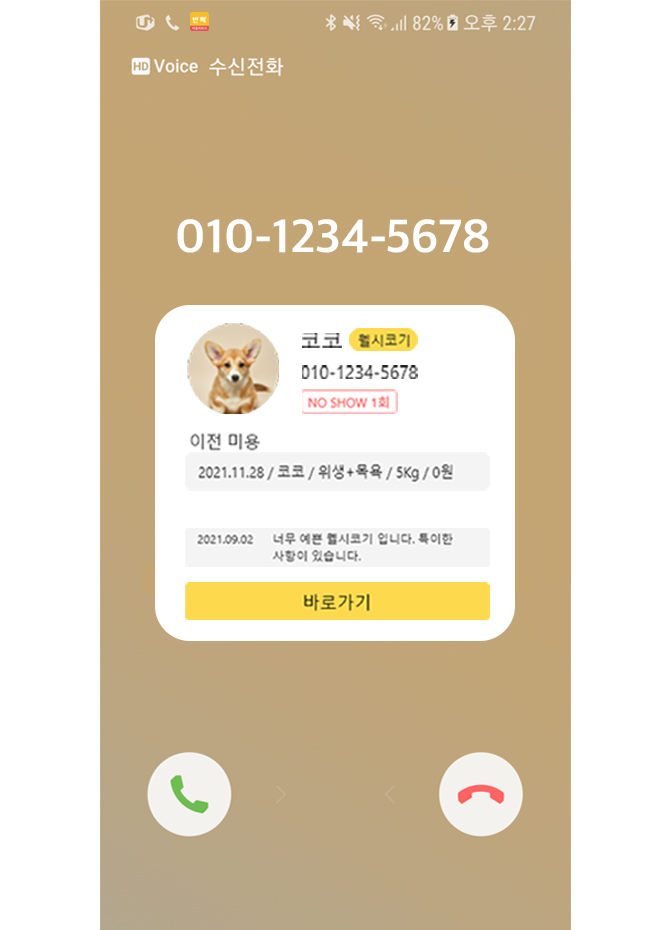 82% 오후 2:27
HD Voice 수신전화
010-1234-5678
코코 웰시코기
010-1234-5678
NO SHOW 1회
이전 미용
2021.11.28 / 코코 / 위생+목욕 / 5Kg / 0원
2021.09.02 너무 예쁜 웰시코기 입니다. 특이한
사항이 있습니다.
바로가기